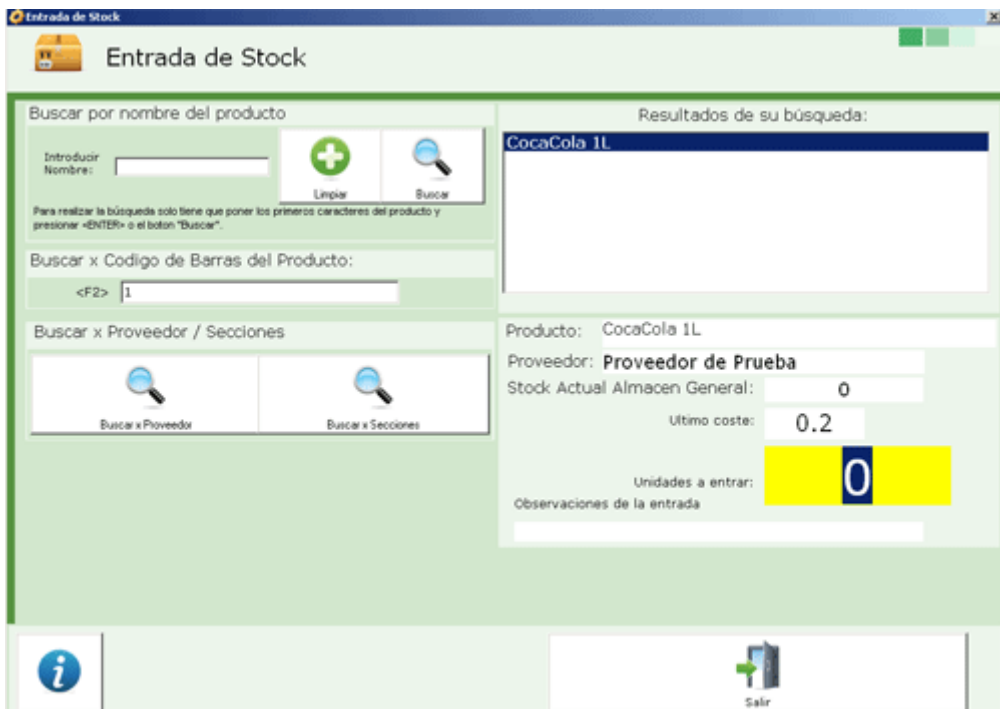 Entrada de Stock
Entrada de Stock
Buscar por nombre del producto
Introducir
Nombre:
Limpiar
Buscar
Para realizar la búsqueda solo tiene que poner los primeros caracteres del producto y
presionar <ENTER> o el boton "Buscar".
Buscar x Codigo de Barras del Producto:
<F2> 1
Buscar x Proveedor / Secciones
Buscar x Proveedor
Buscar x Secciones
Resultados de su búsqueda:
CocaCola 1L
Producto: CocaCola 1L
Proveedor: Proveedor de Prueba
Stock Actual Almacen General: 0
Ultimo coste: 0.2
Unidades a entrar: 0
Observaciones de la entrada
Salir